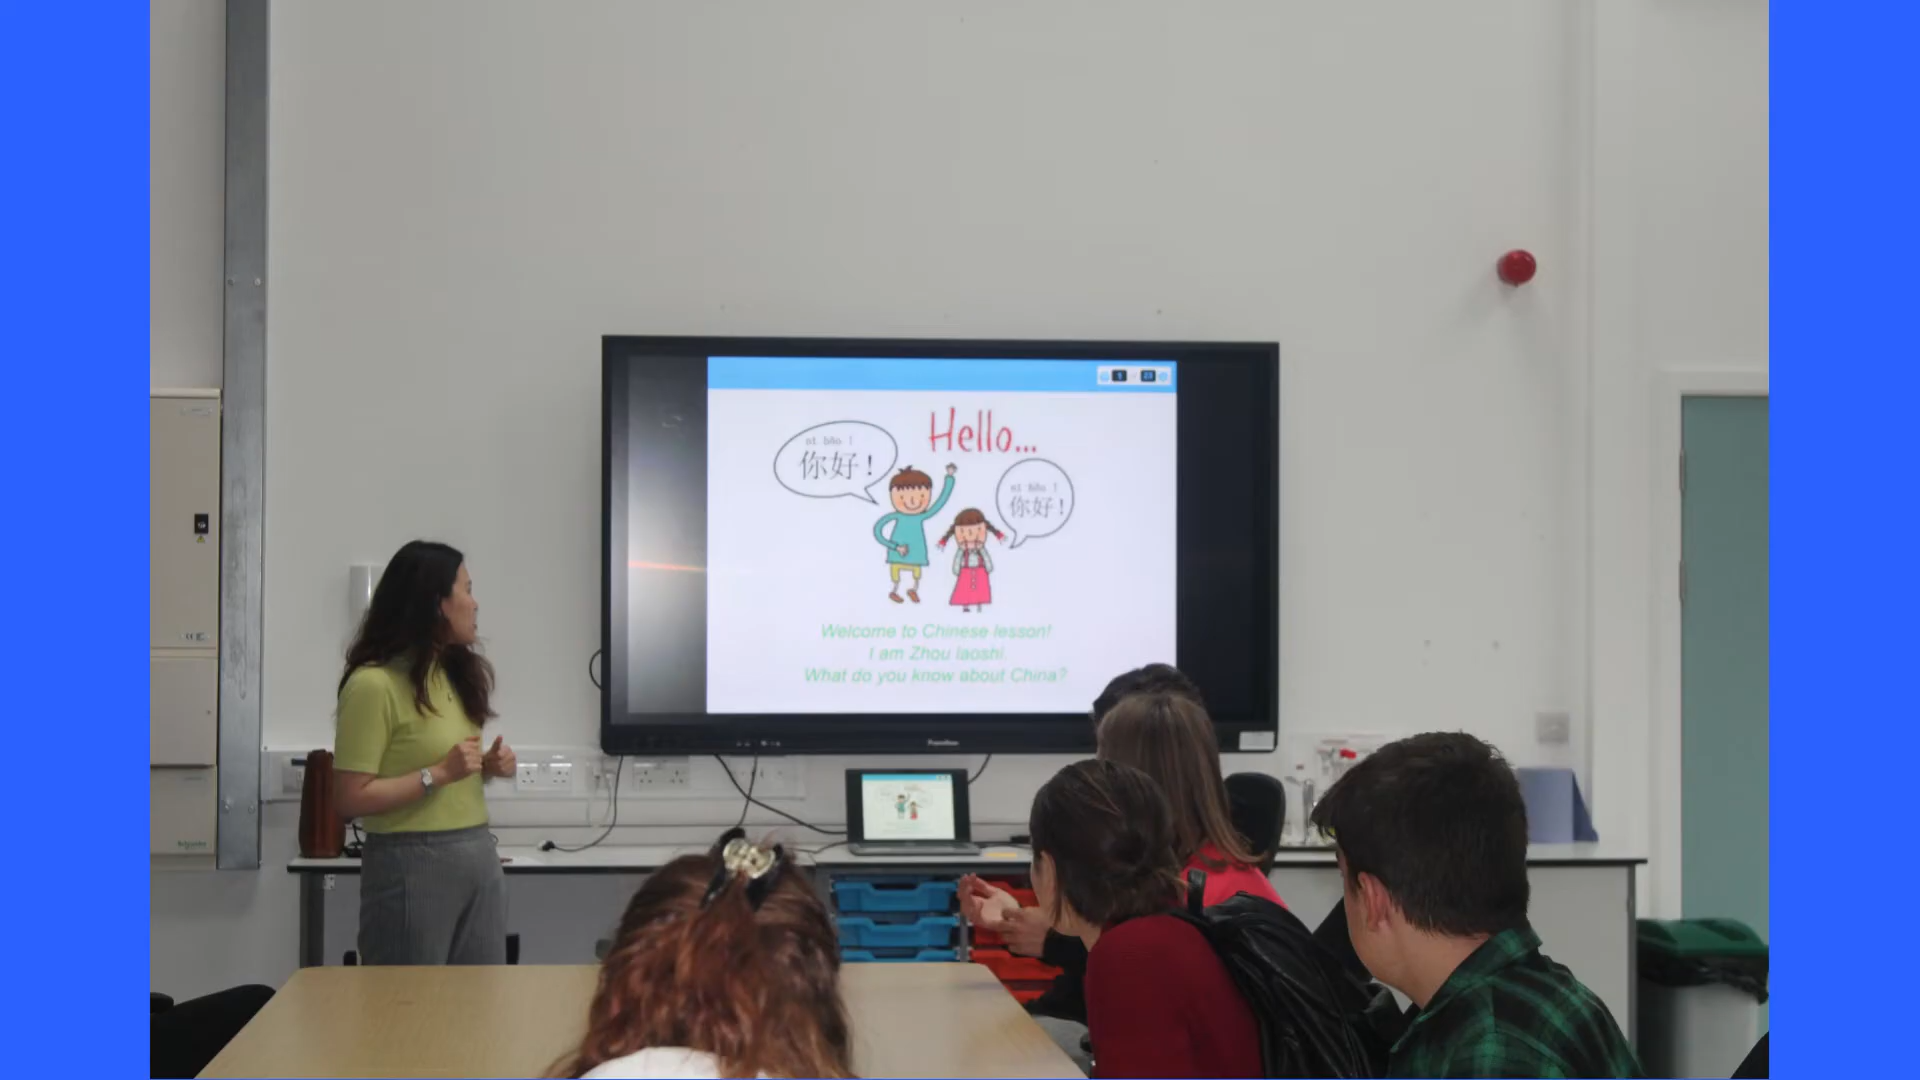 Hello...
nǐ hǎo !
你好!
nǐ hǎo !
你好!
Welcome to Chinese lesson!
I am Zhou laoshi.
What do you know about China?